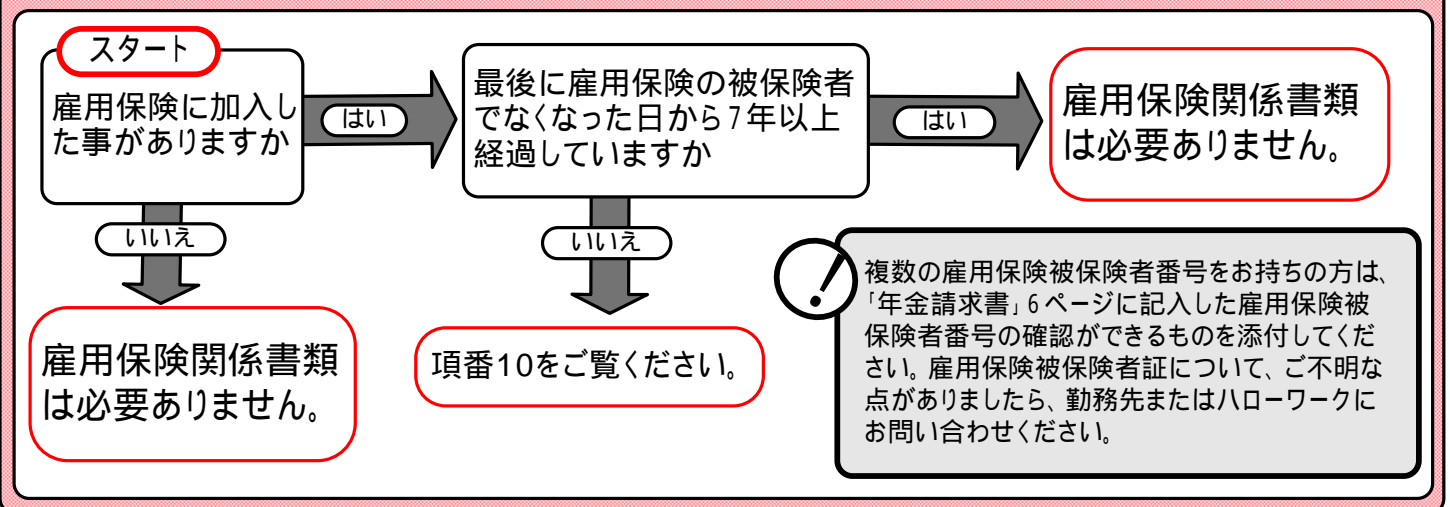 スタート
雇用保険に加入し
た事がありますか
はい
最後に雇用保険の被保険者
でなくなった日から7年以上
経過していますか
はい
雇用保険関係書類
は必要ありません。
いいえ
いいえ
雇用保険関係書類
は必要ありません。
項番10をご覧ください。
!
複数の雇用保険被保険者番号をお持ちの方は、
「年金請求書」6ページに記入した雇用保険被
保険者番号の確認ができるものを添付してくだ
さい。雇用保険被保険者証について、ご不明な
点がありましたら、勤務先またはハローワークに
お問い合わせください。